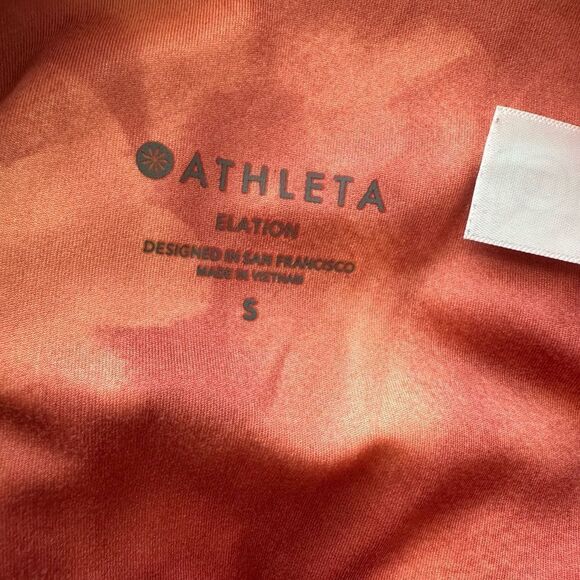 ATHLETA
ELATION
DESIGNED IN SAN FRANCISCO
MADE IN VIETNAM
S